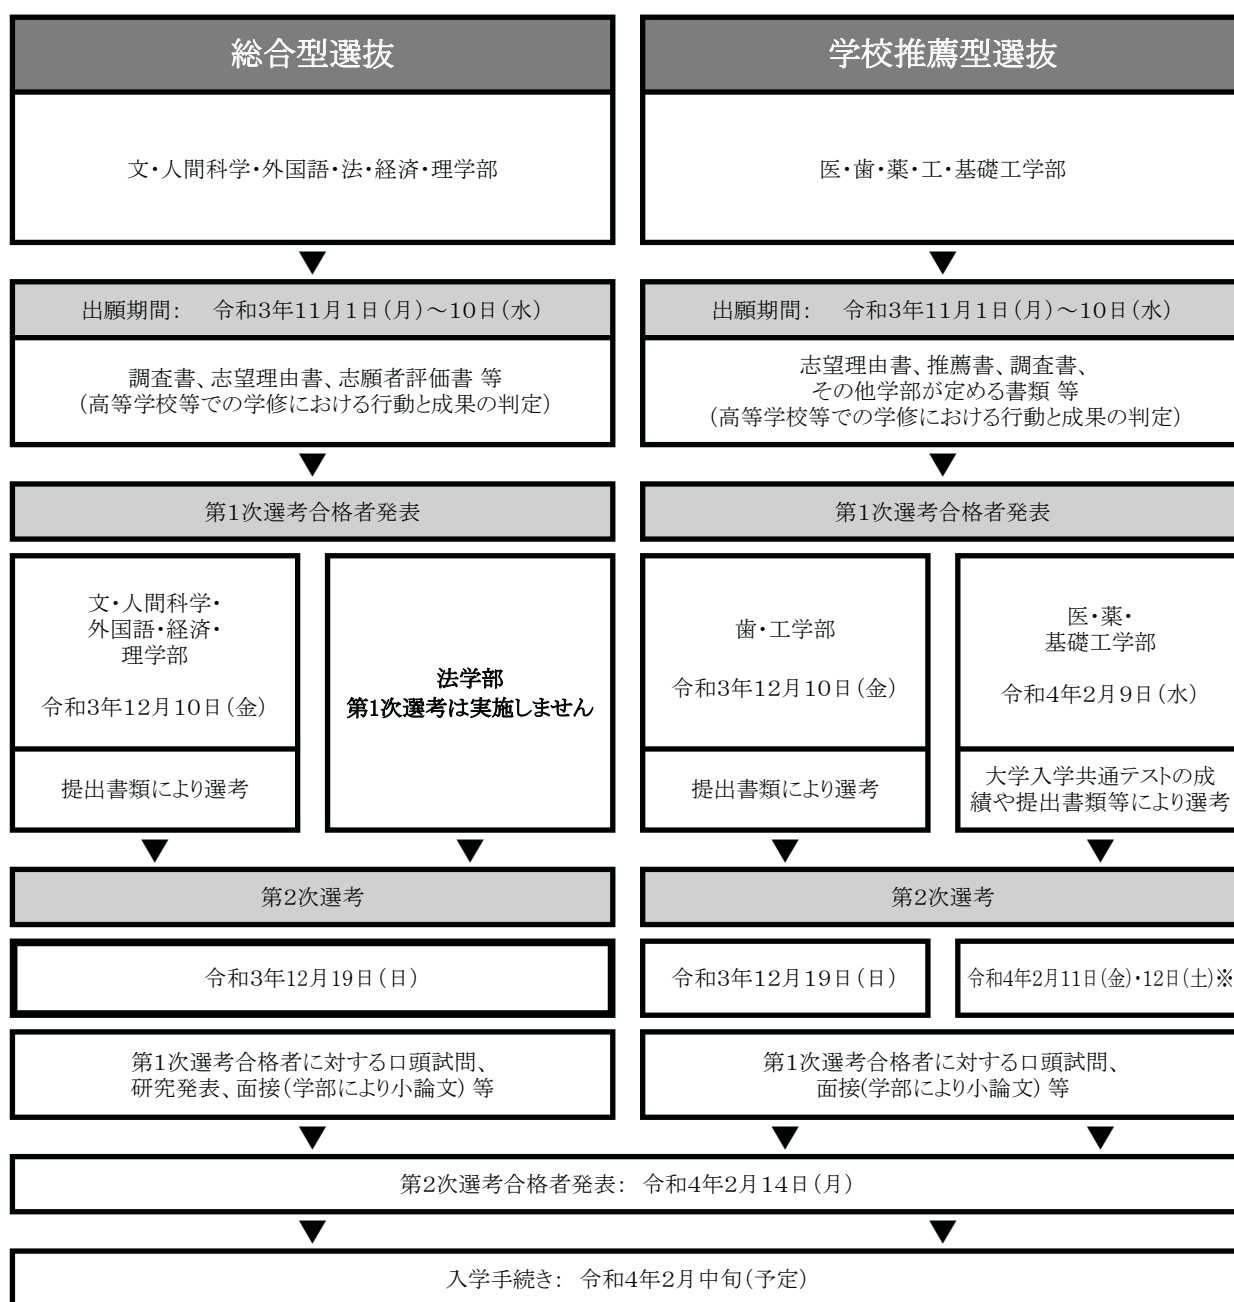 総合型選抜
文・人間科学・外国語・法・経済・理学部
出願期間： 令和3年11月1日（月）～10日（水）
調査書、志望理由書、志願者評価書 等
（高等学校等での学修における行動と成果の判定）
第1次選考合格者発表
文・人間科学・
外国語・経済・
理学部
令和3年12月10日（金）
提出書類により選考
法学部
第1次選考は実施しません
第2次選考
令和3年12月19日（日）
第1次選考合格者に対する口頭試問、
研究発表、面接（学部により小論文）等
学校推薦型選抜
医・歯・薬・工・基礎工学部
出願期間： 令和3年11月1日（月）～10日（水）
志望理由書、推薦書、調査書、
その他学部が定める書類 等
（高等学校等での学修における行動と成果の判定）
第1次選考合格者発表
歯・工学部
令和3年12月10日（金）
提出書類により選考
医・薬・
基礎工学部
令和4年2月9日（水）
大学入学共通テストの成
績や提出書類等により選考
第2次選考
令和3年12月19日（日）
令和4年2月11日（金）・12日（土）※
第1次選考合格者に対する口頭試問、
面接（学部により小論文）等
第2次選考合格者発表： 令和4年2月14日（月）
入学手続き： 令和4年2月中旬（予定）